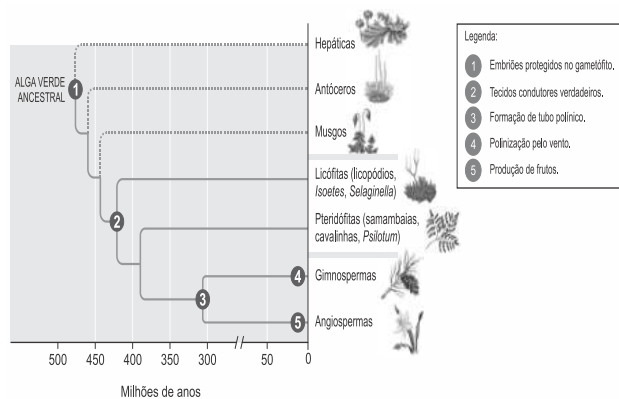 ALGA VERDE
ANCESTRAL
1
2
3
4
5
Hepáticas
Antóceros
Musgos
Licófitas (licopódios,
Isoetes, Selaginella)
Pteridófitas (samambaias,
cavalinhas, Psilotum)
Gimnospermas
Angiospermas
500 450 400 350 300 50 0
Milhões de anos
Legenda:
1 Embriões protegidos no gametófito.
2 Tecidos condutores verdadeiros.
3 Formação de tubo polínico.
4 Polinização pelo vento.
5 Produção de frutos.